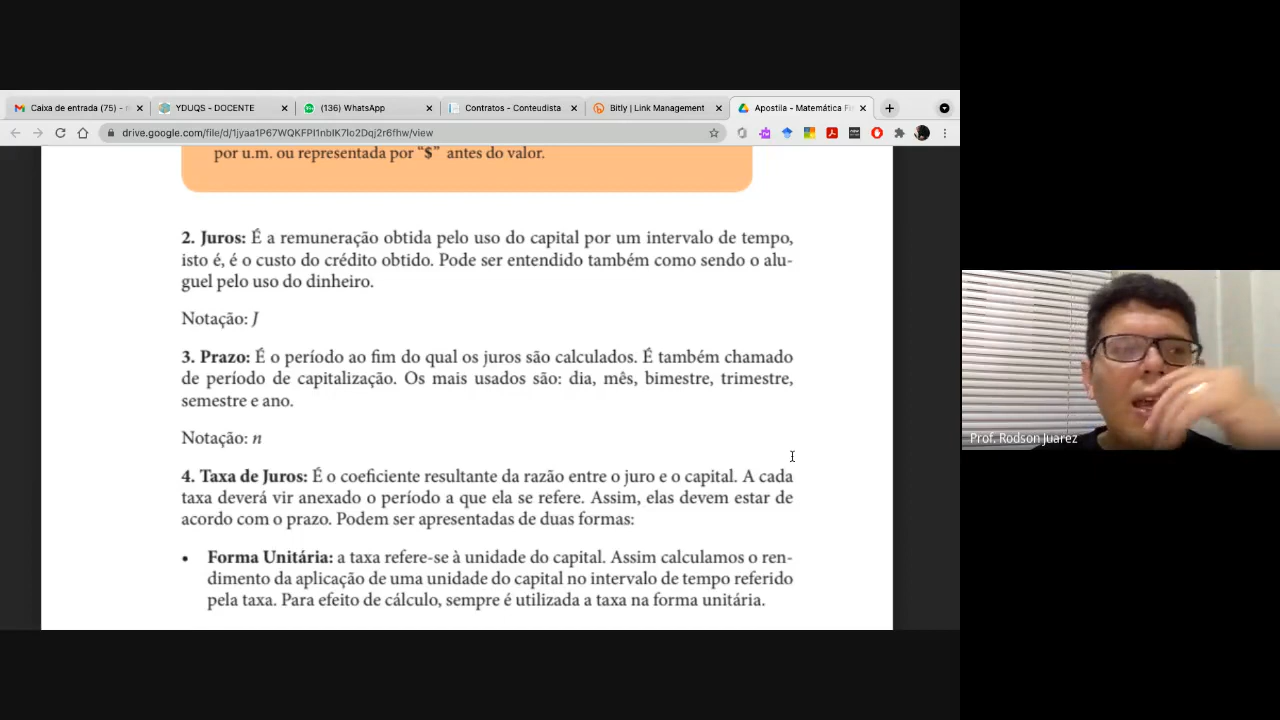 Caixa de entrada (75) -
YDUQS - DOCENTE
(136) WhatsApp
Contratos - Conteudista
Bitly | Link Management
Apostila - Matemática Fi
drive.google.com/file/d/1jyaa1P67WQKFPI1nbIK7Io2Dqj2r6fhw/view
por u.m. ou representada por “$” antes do valor.
2. Juros: É a remuneração obtida pelo uso do capital por um intervalo de tempo,
isto é, é o custo do crédito obtido. Pode ser entendido também como sendo o alu-
guel pelo uso do dinheiro.
Notação: J
3. Prazo: É o período ao fim do qual os juros são calculados. É também chamado
de período de capitalização. Os mais usados são: dia, mês, bimestre, trimestre,
semestre e ano.
Notação: n
4. Taxa de Juros: É o coeficiente resultante da razão entre o juro e o capital. A cada
taxa deverá vir anexado o período a que ela se refere. Assim, elas devem estar de
acordo com o prazo. Podem ser apresentadas de duas formas:
• Forma Unitária: a taxa refere-se à unidade do capital. Assim calculamos o ren-
dimento da aplicação de uma unidade do capital no intervalo de tempo referido
pela taxa. Para efeito de cálculo, sempre é utilizada a taxa na forma unitária.
Prof. Rodson Juarez